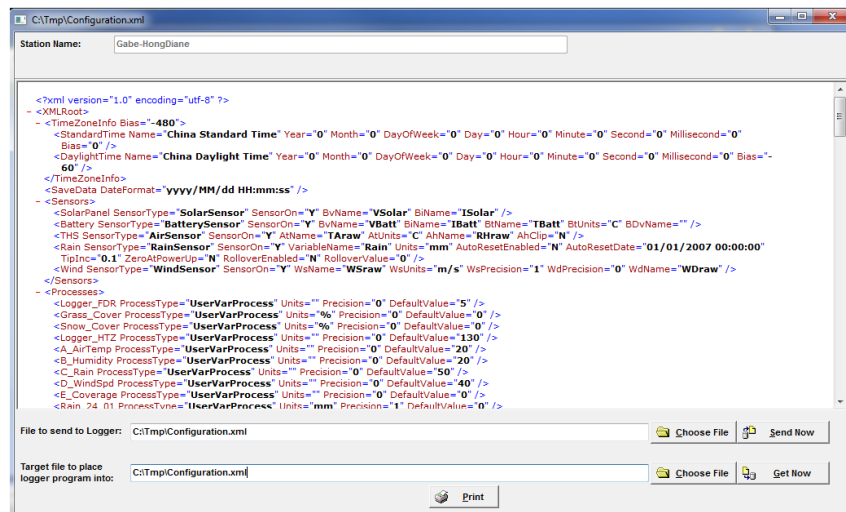 C:\Tmp\Configuration.xml
Station Name: Gabe-HongDiane
<?xml version="1.0" encoding="utf-8" ?>
- <XMLRoot>
- <TimeZoneInfo Bias="-480">
<StandardTime Name="China Standard Time" Year="0" Month="0" DayOfWeek="0" Day="0" Hour="0" Minute="0" Second="0" Millisecond="0"
Bias="0" />
<DaylightTime Name="China Daylight Time" Year="0" Month="0" DayOfWeek="0" Day="0" Hour="0" Minute="0" Second="0" Millisecond="0" Bias="-
60" />
</TimeZoneInfo>
<SaveData DateFormat="yyyy/MM/dd HH:mm:ss" />
- <Sensors>
<SolarPanel SensorType="SolarSensor" SensorOn="Y" BvName="VSolar" BiName="ISolar" />
<Battery SensorType="BatterySensor" SensorOn="Y" BvName="VBatt" BiName="IBatt" BtName="TBatt" BtUnits="C" BDvName="" />
<THS SensorType="AirSensor" SensorOn="Y" AtName="TAraw" AtUnits="C" AhName="RHraw" AhClip="N" />
<Rain SensorType="RainSensor" SensorOn="Y" VariableName="Rain" Units="mm" AutoResetEnabled="N" AutoResetDate="01/01/2007 00:00:00"
TipInc="0.1" ZeroAtPowerUp="N" RolloverEnabled="N" RolloverValue="0" />
<Wind SensorType="WindSensor" SensorOn="Y" WsName="WSraw" WsUnits="m/s" WsPrecision="1" WdPrecision="0" WdName="WDraw" />
</Sensors>
- <Processes>
<Logger_FDR ProcessType="UserVarProcess" Units="" Precision="0" DefaultValue="5" />
<Grass_Cover ProcessType="UserVarProcess" Units="%" Precision="0" DefaultValue="0" />
<Snow_Cover ProcessType="UserVarProcess" Units="%" Precision="0" DefaultValue="0" />
<Logger_HTZ ProcessType="UserVarProcess" Units="" Precision="0" DefaultValue="130" />
<A_AirTemp ProcessType="UserVarProcess" Units="" Precision="0" DefaultValue="20" />
<B_Humidity ProcessType="UserVarProcess" Units="" Precision="0" DefaultValue="20" />
<C_Rain ProcessType="UserVarProcess" Units="" Precision="0" DefaultValue="50" />
<D_WindSpd ProcessType="UserVarProcess" Units="" Precision="0" DefaultValue="40" />
<E_Coverage ProcessType="UserVarProcess" Units="" Precision="0" DefaultValue="0" />
<Rain_24_01 ProcessType="UserVarProcess" Units="mm" Precision="1" DefaultValue="0" />
File to send to Logger: C:\Tmp\Configuration.xml Choose File Send Now
Target file to place
logger program into: C:\Tmp\Configuration.xml Choose File Get Now
Print